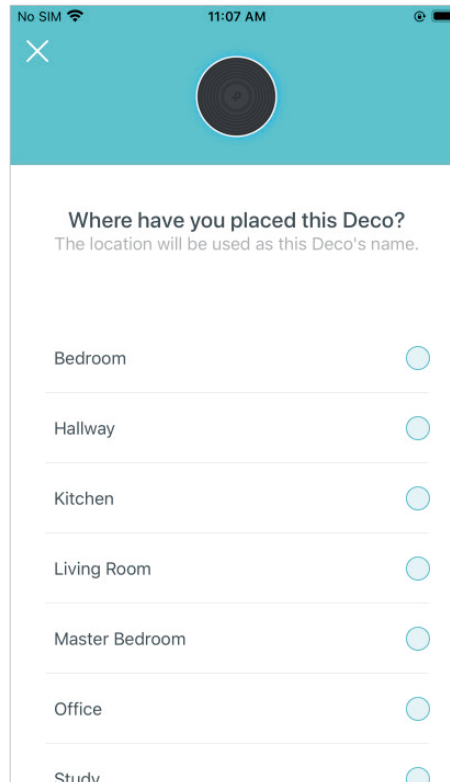 No SIM
11:07 AM
Where have you placed this Deco?
The location will be used as this Deco's name.
Bedroom
Hallway
Kitchen
Living Room
Master Bedroom
Office
Study